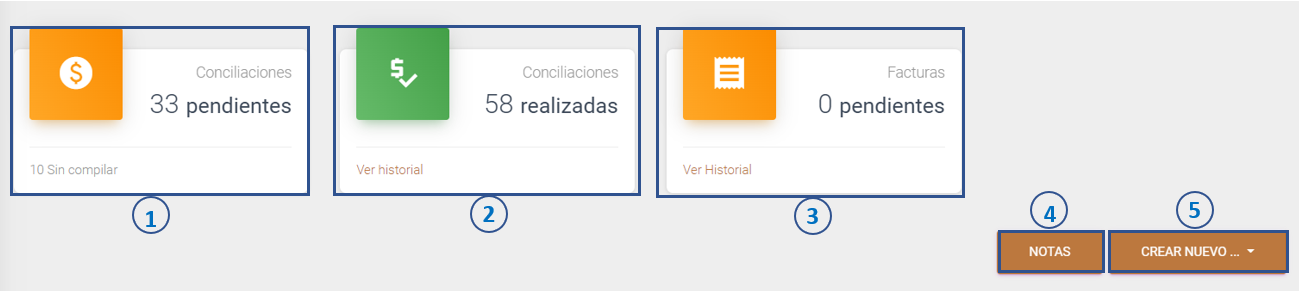 Conciliaciones
33 pendientes
10 Sin compilar
1
Conciliaciones
58 realizadas
Ver historial
2
Facturas
0 pendientes
Ver Historial
3
4
NOTAS
5
CREAR NUEVO ...